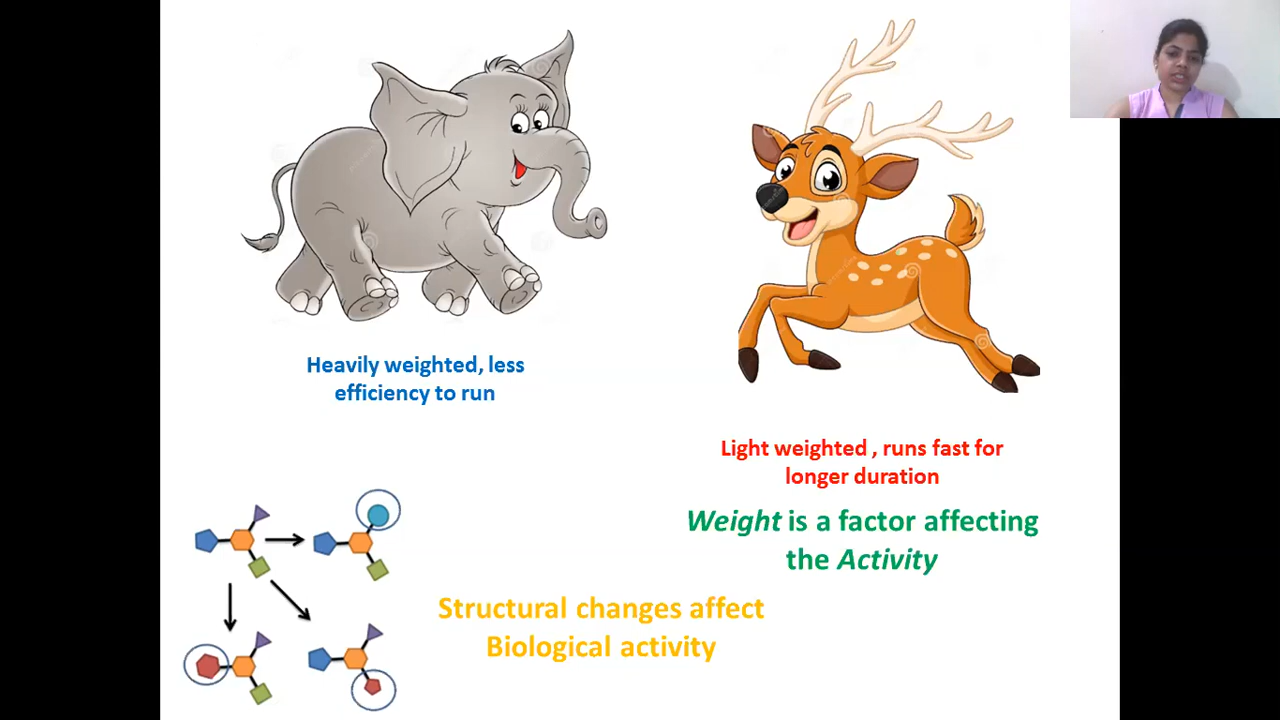 Heavily weighted, less
efficiency to run
Light weighted , runs fast for
longer duration
Weight is a factor affecting
the Activity
Structural changes affect
Biological activity